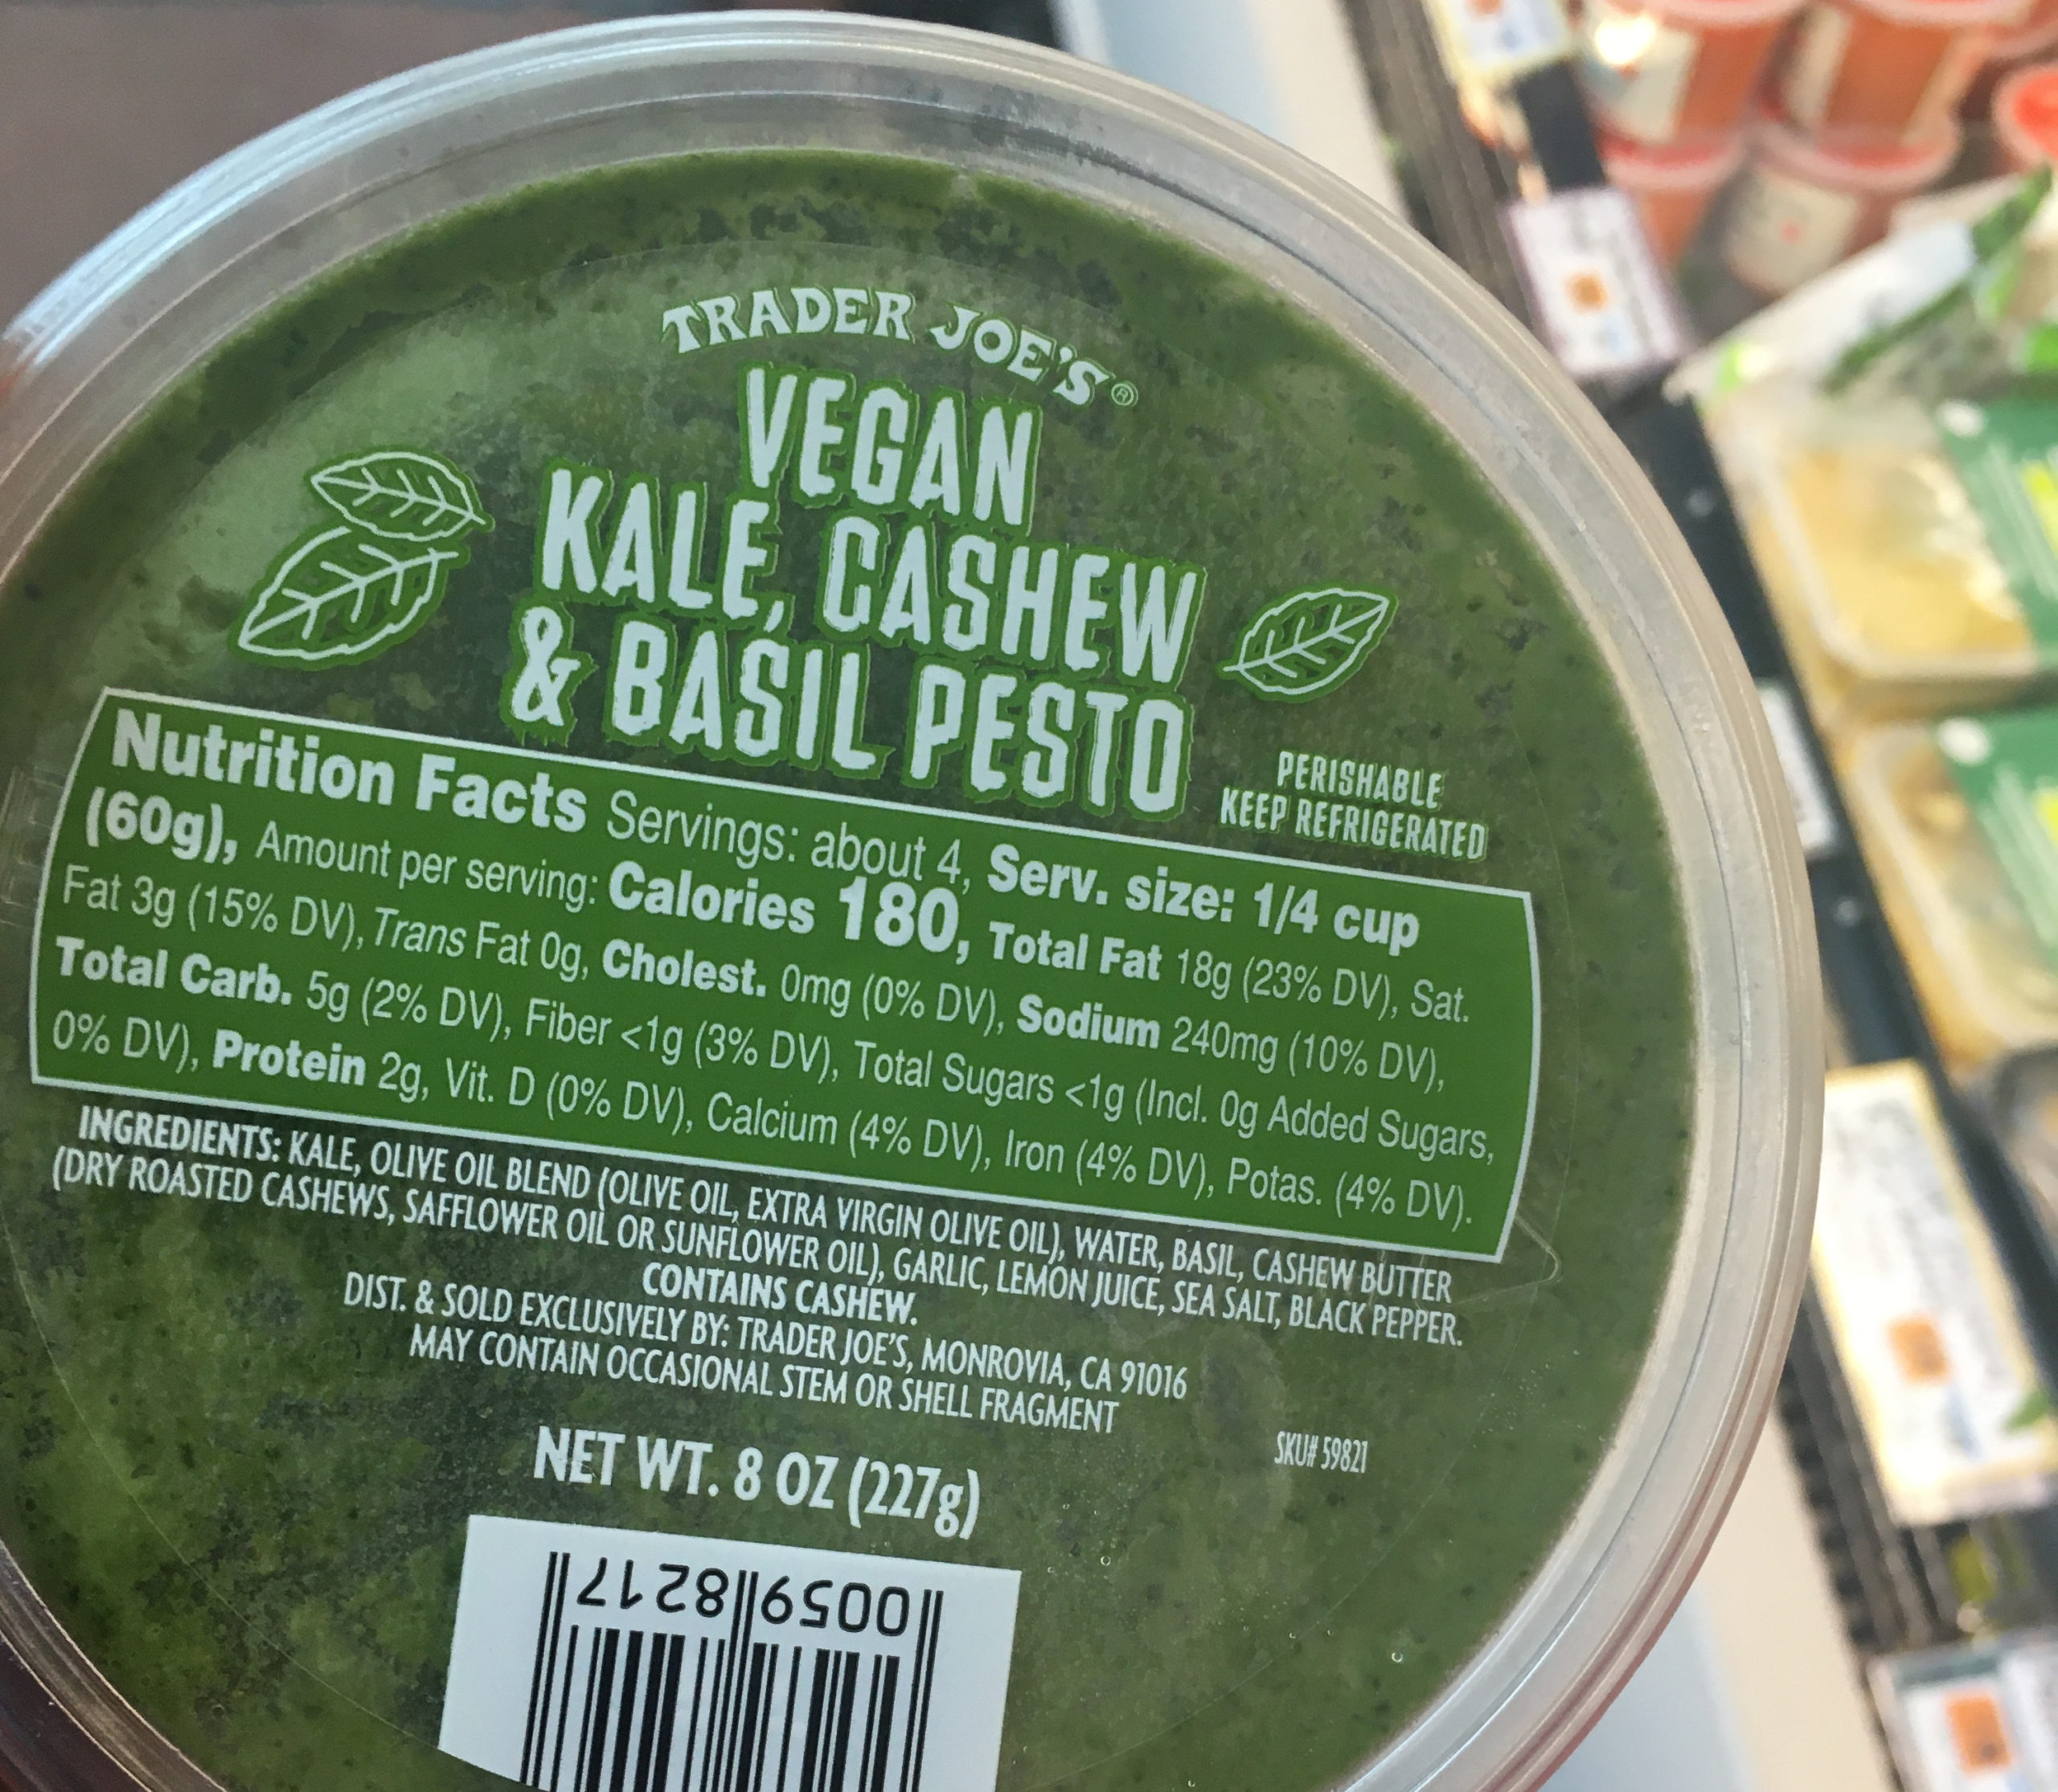 TRADER JOE'S®
VEGAN
KALE, CASHEW
& BASIL PESTO
PERISHABLE
KEEP REFRIGERATED
Nutrition Facts Servings: about 4, Serv. size: 1/4 cup
(60g), Amount per serving: Calories 180, Total Fat 18g (23% DV), Sat.
Fat 3g (15% DV), Trans Fat 0g, Cholest. 0mg (0% DV), Sodium 240mg (10% DV),
Total Carb. 5g (2% DV), Fiber <1g (3% DV), Total Sugars <1g (Incl. 0g Added Sugars,
0% DV), Protein 2g, Vit. D (0% DV), Calcium (4% DV), Iron (4% DV), Potas. (4% DV).
INGREDIENTS: KALE, OLIVE OIL BLEND (OLIVE OIL, EXTRA VIRGIN OLIVE OIL), WATER, BASIL, CASHEW BUTTER
(DRY ROASTED CASHEWS, SAFFLOWER OIL OR SUNFLOWER OIL), GARLIC, LEMON JUICE, SEA SALT, BLACK PEPPER.
CONTAINS CASHEW.
DIST. & SOLD EXCLUSIVELY BY: TRADER JOE'S, MONROVIA, CA 91016
MAY CONTAIN OCCASIONAL STEM OR SHELL FRAGMENT
SKU# 59821
NET WT. 8 OZ (227g)
0059 8217